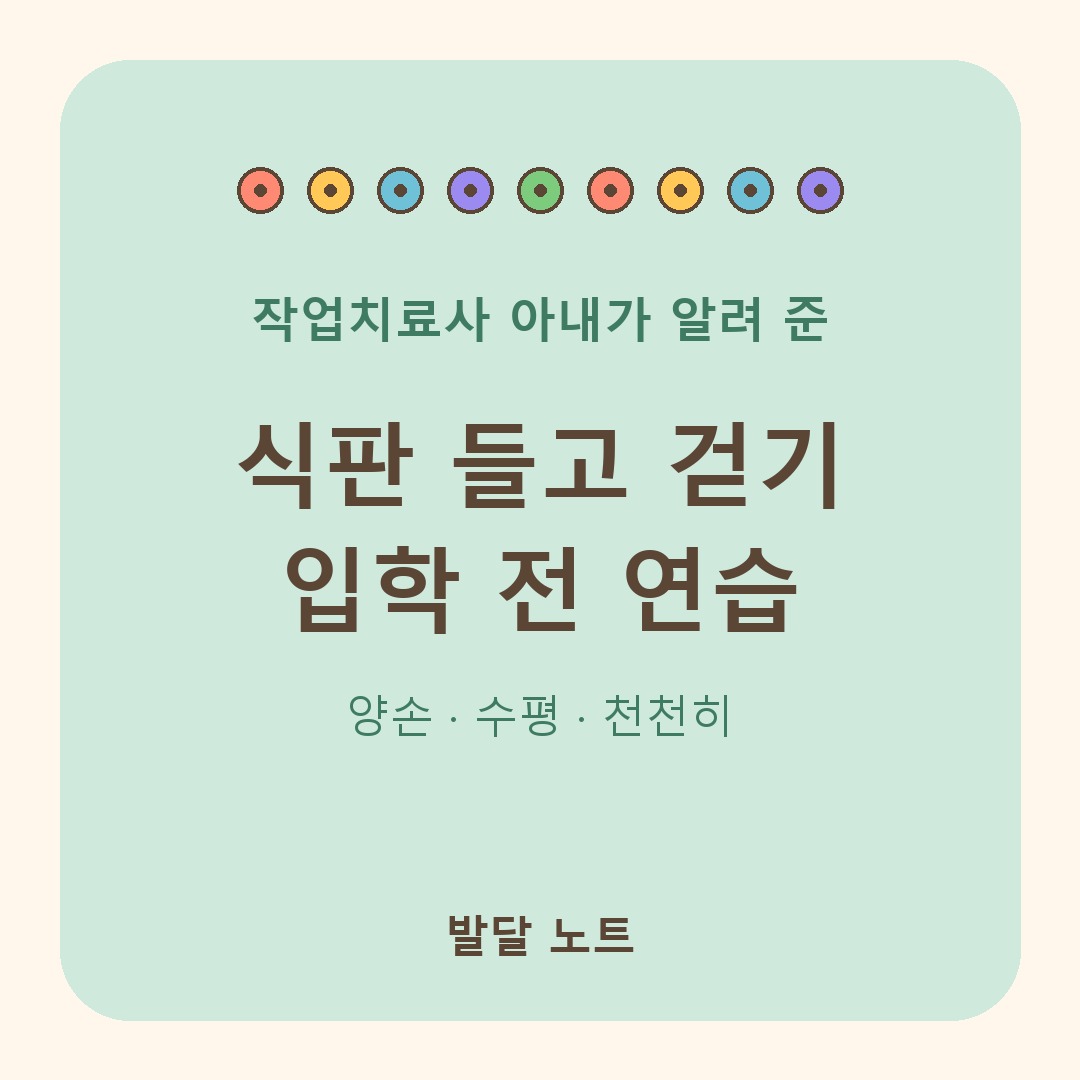 작업치료사 아내가 알려 준
식판 들고 걷기
입학 전 연습
양손 · 수평 · 천천히
발달 노트